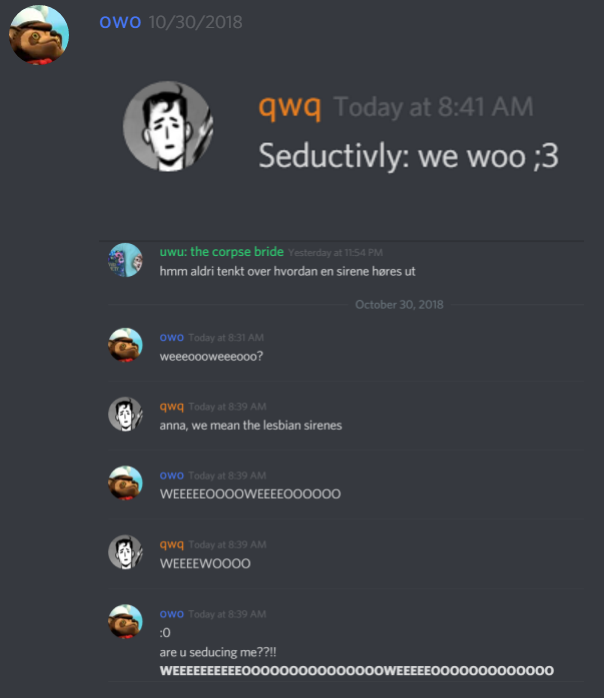 owo 10/30/2018
qwq Today at 8:41 AM
Seductivly: we woo ;3
uwu: the corpse bride Yesterday at 11:54 PM
hmm aldri tenkt over hvordan en sirene høres ut
October 30, 2018
owo Today at 8:31 AM
weeeoooweeeooo?
qwq Today at 8:39 AM
anna, we mean the lesbian sirenes
owo Today at 8:39 AM
WEEEEEOOOOWEEEEOOOOOO
qwq Today at 8:39 AM
WEEEEWOOOO
owo Today at 8:39 AM
:O
are u seducing me??!!
WEEEEEEEEEEOOOOOOOOOOOOOOOWEEEEEOOOOOOOOOOOOO